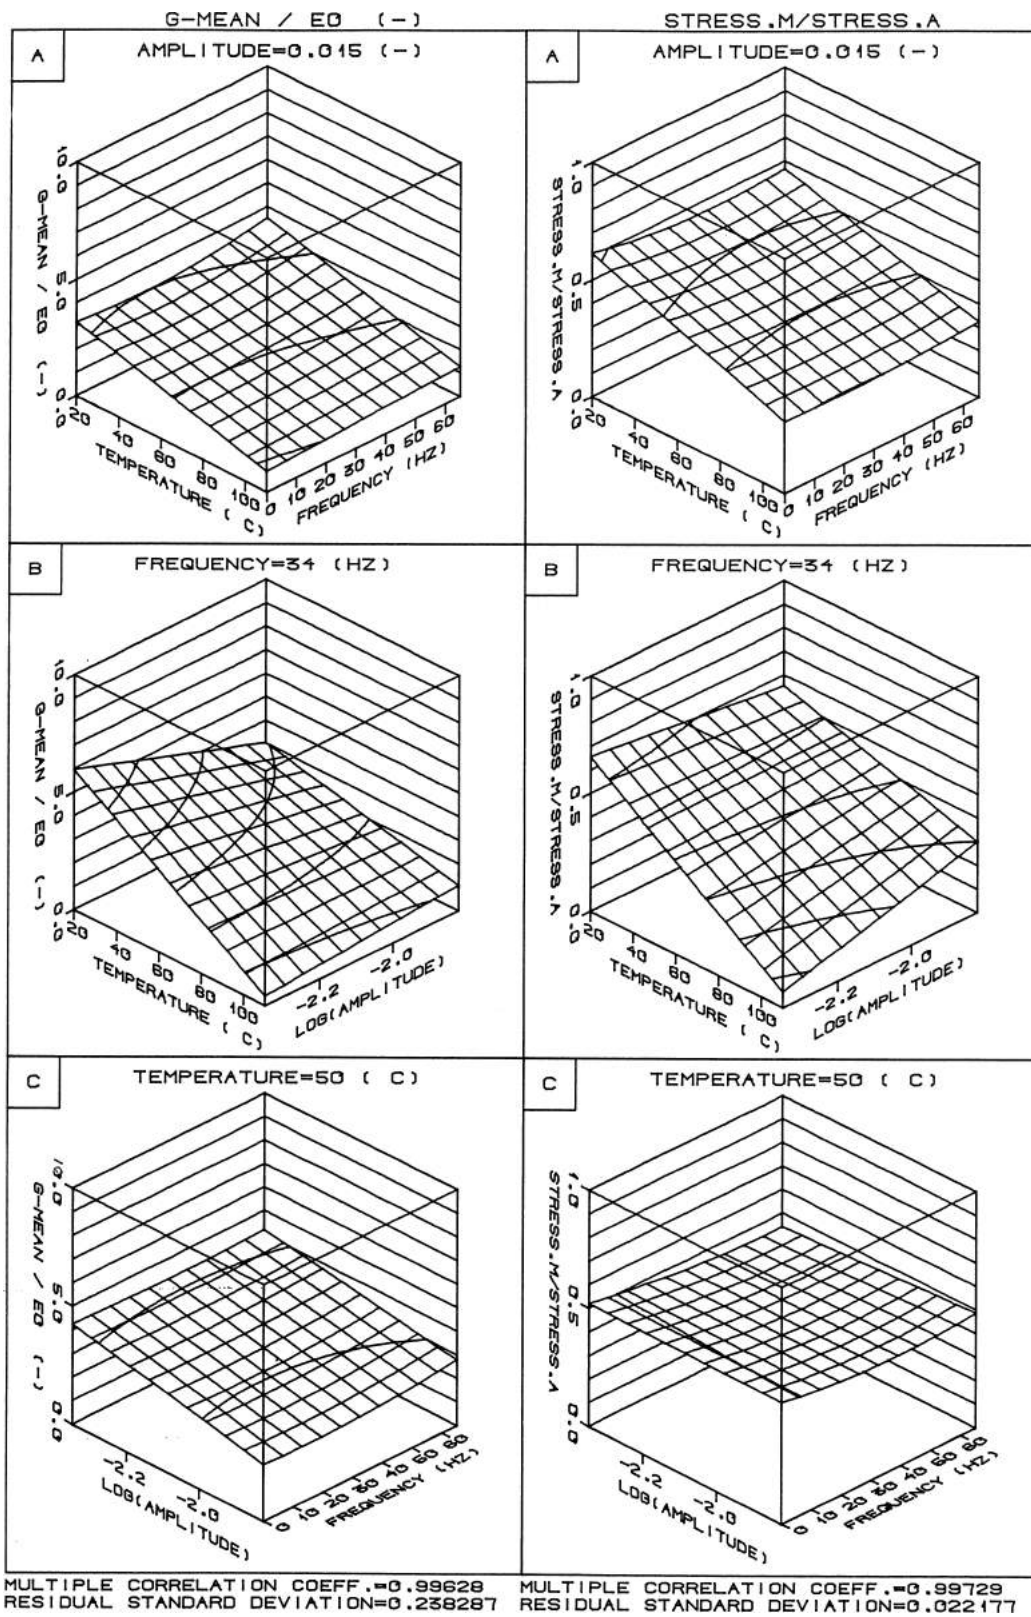 G-MEAN / E0 (-)
STRESS.M/STRESS.A
A
AMPLITUDE=0.015 (-)
10.0
5.0
0.0
G-MEAN / E0 (-)
20 40 60 80 100
TEMPERATURE ( C)
0 10 20 30 40 50 60
FREQUENCY (HZ)
A
AMPLITUDE=0.015 (-)
1.0
0.5
0.0
STRESS.M/STRESS.A
20 40 60 80 100
TEMPERATURE ( C)
0 10 20 30 40 50 60
FREQUENCY (HZ)
B
FREQUENCY=34 (HZ)
10.0
5.0
0.0
G-MEAN / E0 (-)
20 40 60 80 100
TEMPERATURE ( C)
-2.2 -2.0
LOG(AMPLITUDE)
B
FREQUENCY=34 (HZ)
1.0
0.5
0.0
STRESS.M/STRESS.A
20 40 60 80 100
TEMPERATURE ( C)
-2.2 -2.0
LOG(AMPLITUDE)
C
TEMPERATURE=50 ( C)
10.0
5.0
0.0
G-MEAN / E0 (-)
-2.2 -2.0
LOG(AMPLITUDE)
0 10 20 30 40 50 60
FREQUENCY (HZ)
C
TEMPERATURE=50 ( C)
1.0
0.5
0.0
STRESS.M/STRESS.A
-2.2 -2.0
LOG(AMPLITUDE)
0 10 20 30 40 50 60
FREQUENCY (HZ)
MULTIPLE CORRELATION COEFF.=0.99628
RESIDUAL STANDARD DEVIATION=0.238287
MULTIPLE CORRELATION COEFF.=0.99729
RESIDUAL STANDARD DEVIATION=0.022177